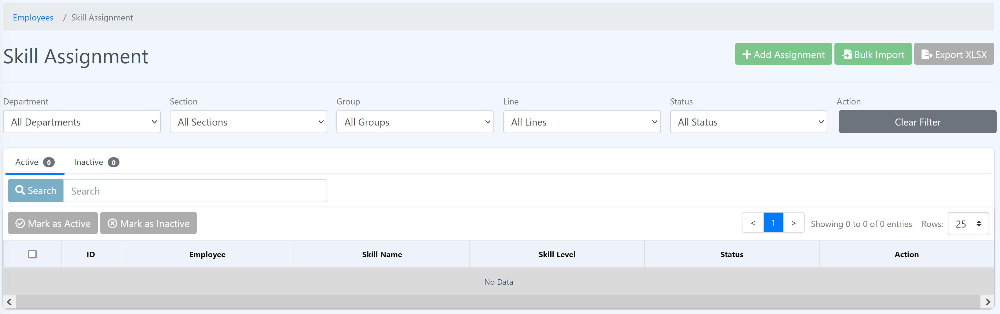 Employees / Skill Assignment
Skill Assignment
Add Assignment
Bulk Import
Export XLSX
Department
Section
Group
Line
Status
Action
All Departments
All Sections
All Groups
All Lines
All Status
Clear Filter
Active 0
Inactive 0
Search
Search
Mark as Active
Mark as Inactive
< 1 >
Showing 0 to 0 of 0 entries
Rows: 25
ID
Employee
Skill Name
Skill Level
Status
Action
No Data